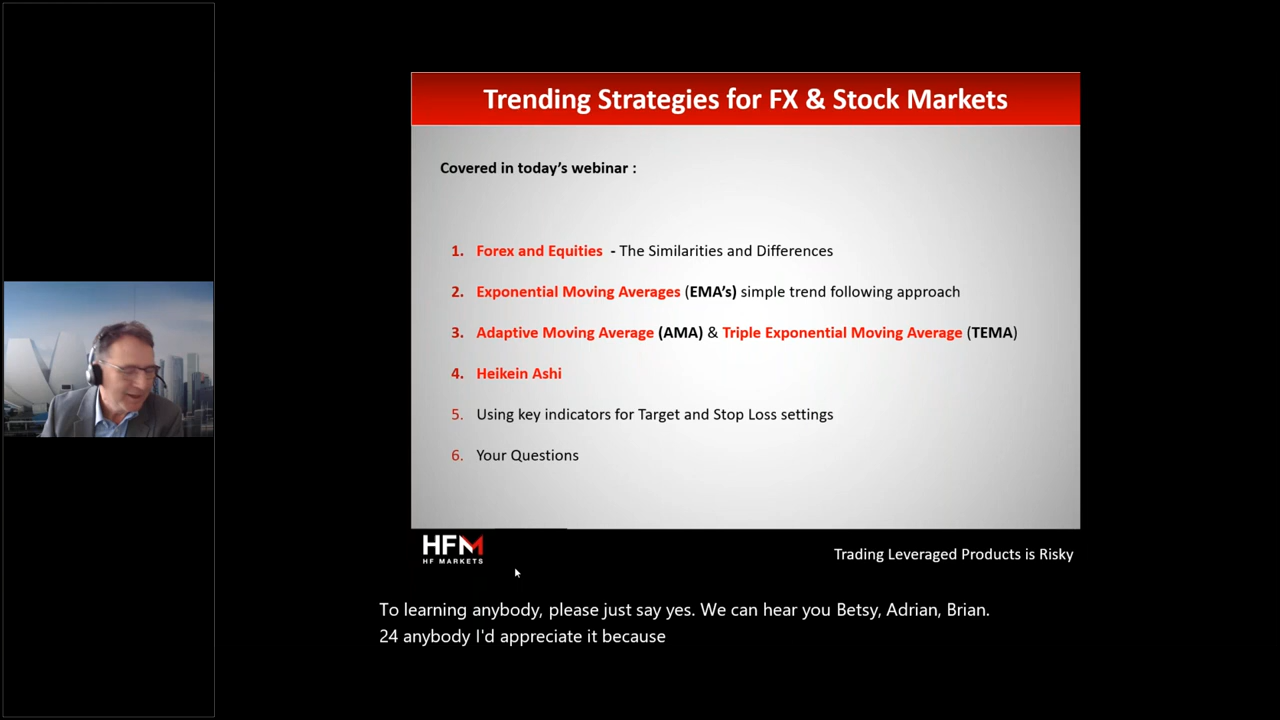 Trending Strategies for FX & Stock Markets
Covered in today's webinar :
1. Forex and Equities - The Similarities and Differences
2. Exponential Moving Averages (EMA's) simple trend following approach
3. Adaptive Moving Average (AMA) & Triple Exponential Moving Average (TEMA)
4. Heikein Ashi
5. Using key indicators for Target and Stop Loss settings
6. Your Questions
HFM
HF MARKETS
Trading Leveraged Products is Risky
To learning anybody, please just say yes. We can hear you Betsy, Adrian, Brian.
24 anybody I'd appreciate it because